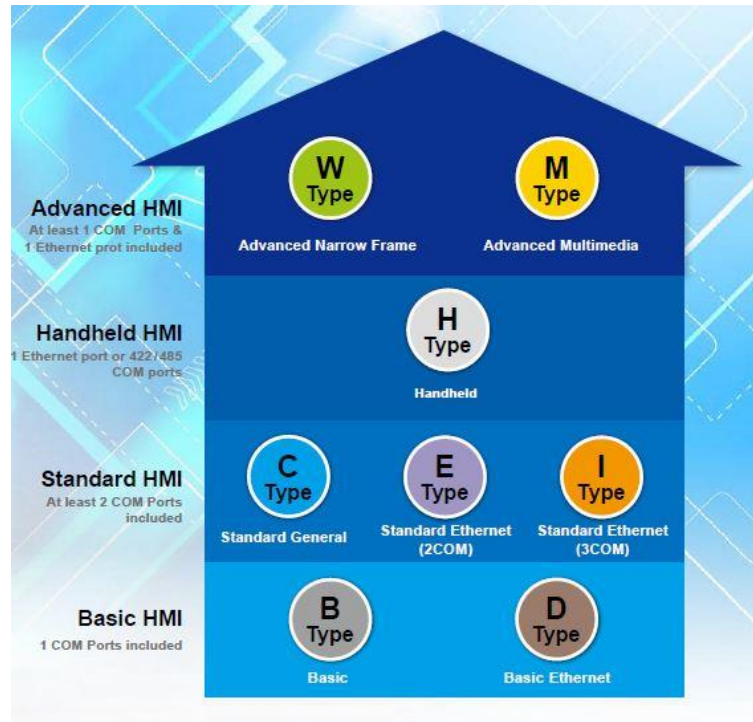 W
Type
M
Type
Advanced HMI
At least 1 COM Ports &
1 Ethernet prot included
Advanced Narrow Frame
Advanced Multimedia
H
Type
Handheld HMI
1 Ethernet port or 422/485
COM ports
Handheld
C
Type
E
Type
I
Type
Standard HMI
At least 2 COM Ports
included
Standard General
Standard Ethernet
(2COM)
Standard Ethernet
(3COM)
B
Type
D
Type
Basic HMI
1 COM Ports included
Basic
Basic Ethernet